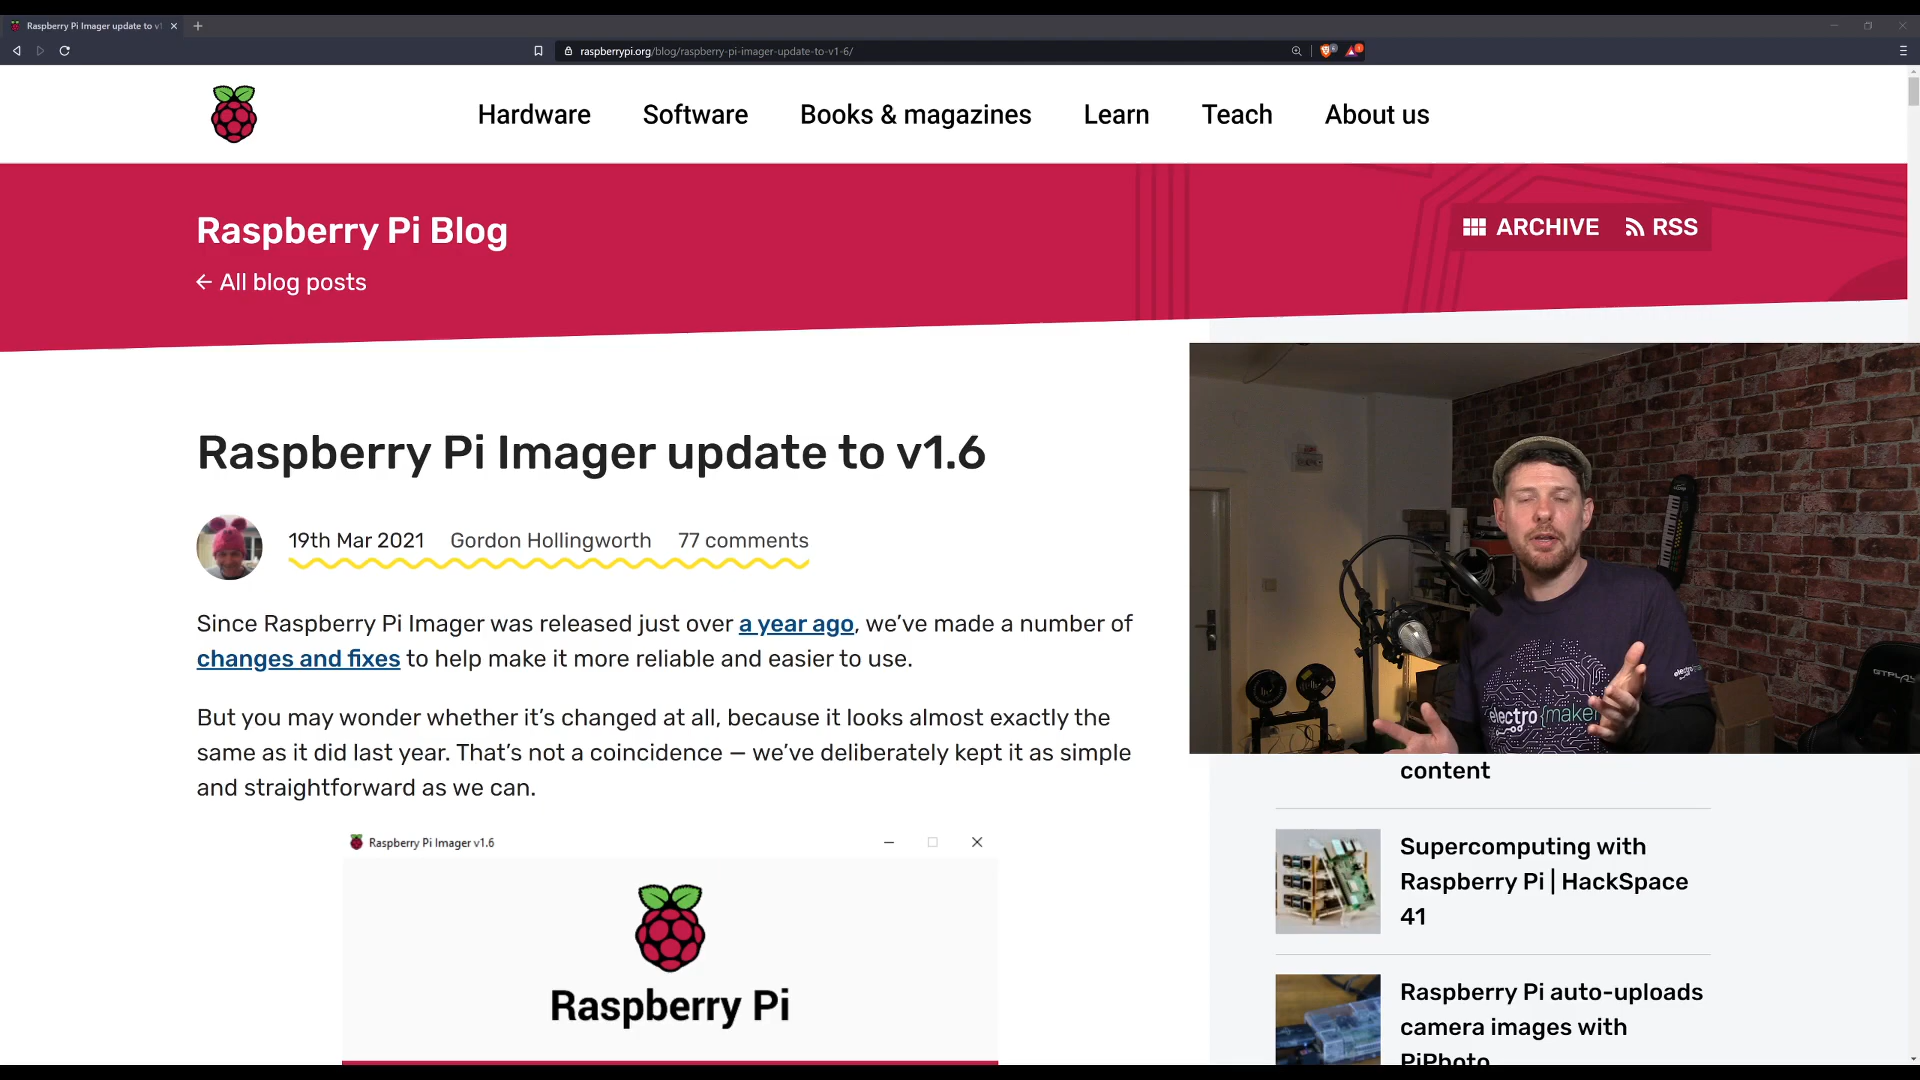 Raspberry Pi Imager update to v1
raspberrypi.org/blog/raspberry-pi-imager-update-to-v1-6/
Hardware
Software
Books & magazines
Learn
Teach
About us
Raspberry Pi Blog
ARCHIVE
RSS
← All blog posts
Raspberry Pi Imager update to v1.6
19th Mar 2021 Gordon Hollingworth 77 comments
Since Raspberry Pi Imager was released just over a year ago, we’ve made a number of
changes and fixes to help make it more reliable and easier to use.
But you may wonder whether it’s changed at all, because it looks almost exactly the
same as it did last year. That’s not a coincidence – we’ve deliberately kept it as simple
and straightforward as we can.
Raspberry Pi Imager v1.6
Raspberry Pi
electro{make
content
Supercomputing with
Raspberry Pi | HackSpace
41
Raspberry Pi auto-uploads
camera images with
PiPhoto